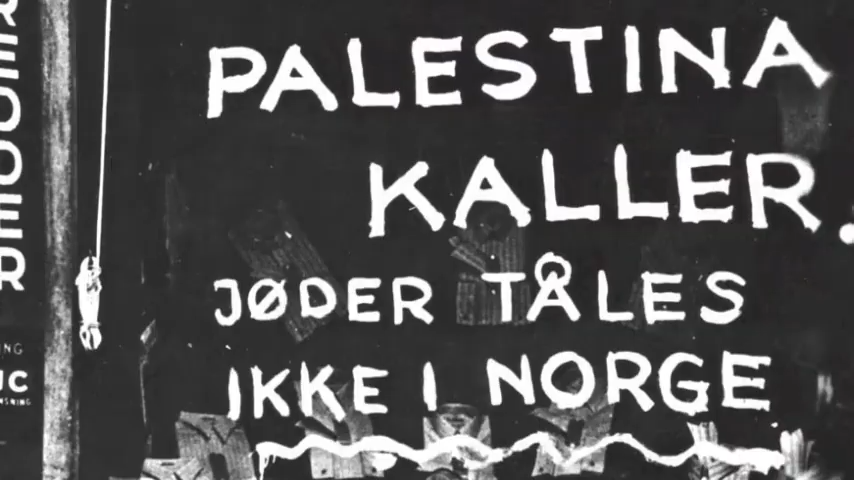 PALESTINA
KALLER.
JØDER TÅLES
IKKE I NORGE